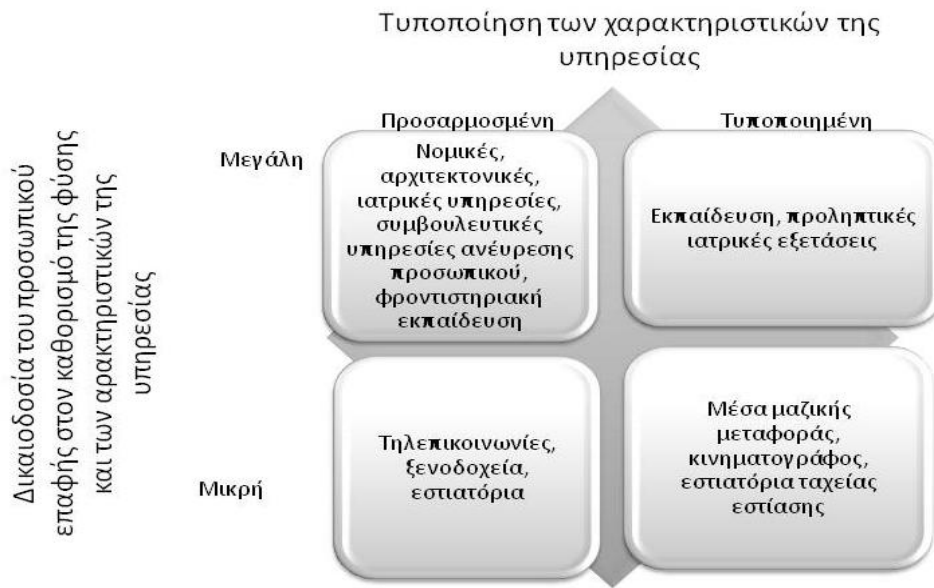 Τυποποίηση των χαρακτηριστικών της
υπηρεσίας
Δικαιοδοσία του προσωπικού
επαφής στον καθορισμό της φύσης
και των αρακτηριστικών της
υπηρεσίας
Προσαρμοσμένη
Τυποποιημένη
Μεγάλη
Νομικές,
αρχιτεκτονικές,
ιατρικές υπηρεσίες,
συμβουλευτικές
υπηρεσίες ανέυρεσης
προσωπικού,
φροντιστηριακή
εκπαίδευση
Εκπαίδευση, προληπτικές
ιατρικές εξετάσεις
Μικρή
Τηλεπικοινωνίες,
ξενοδοχεία,
εστιατόρια
Μέσα μαζικής
μεταφοράς,
κινηματογράφος,
εστιατόρια ταχείας
εστίασης